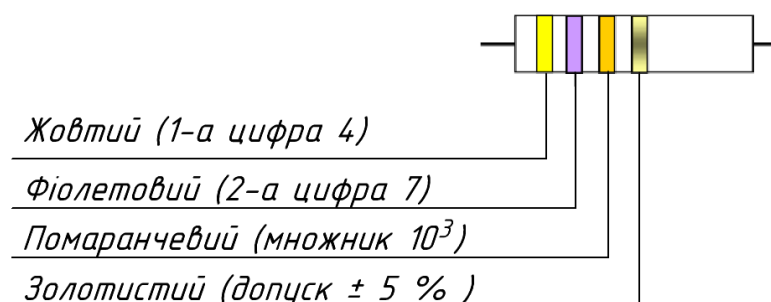 Жовтий (1-а цифра 4)
Фіолетовий (2-а цифра 7)
Помаранчевий (множник 10³)
Золотистий (допуск ± 5 % )